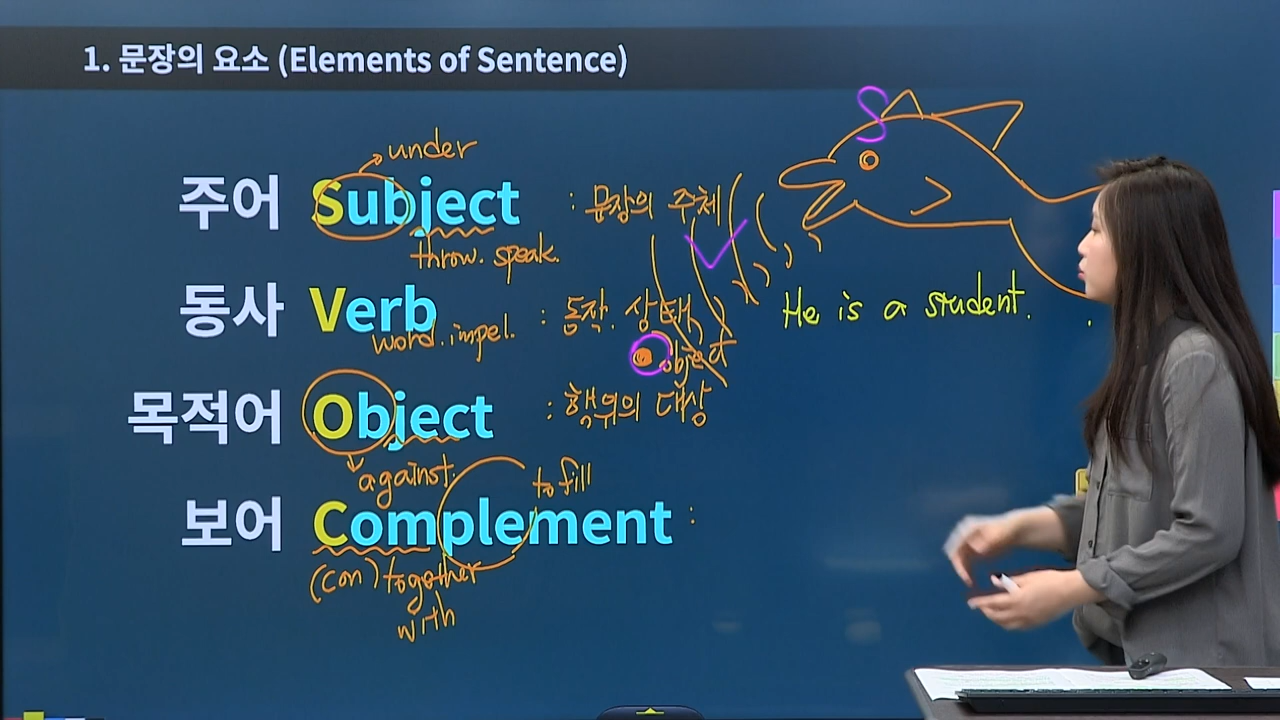 1. 문장의 요소 (Elements of Sentence)
under
주어 Subject : 문장의 주체
throw. speak.
S
동사 Verb : 동작. 상태
word. impel.
He is a student.
object
목적어 Object : 행위의 대상
against.
to fill
보어 Complement :
(con) together
with